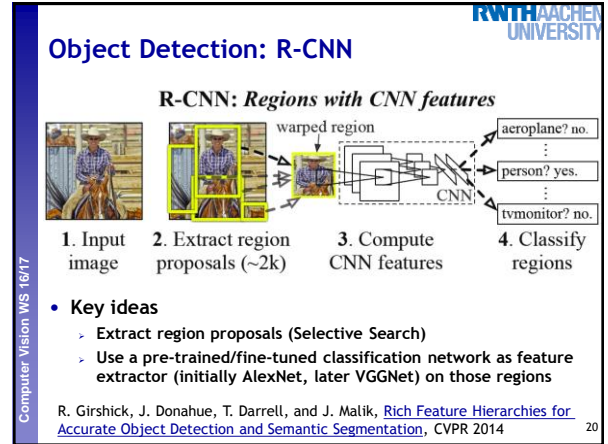 RWTHAACHEN
UNIVERSITY
Object Detection: R-CNN
R-CNN: Regions with CNN features
warped region
aeroplane? no.
person? yes.
tvmonitor? no.
CNN
1. Input image
2. Extract region proposals (~2k)
3. Compute CNN features
4. Classify regions
• Key ideas
➢ Extract region proposals (Selective Search)
➢ Use a pre-trained/fine-tuned classification network as feature
extractor (initially AlexNet, later VGGNet) on those regions
R. Girshick, J. Donahue, T. Darrell, and J. Malik, Rich Feature Hierarchies for
Accurate Object Detection and Semantic Segmentation, CVPR 2014
20
Computer Vision WS 16/17